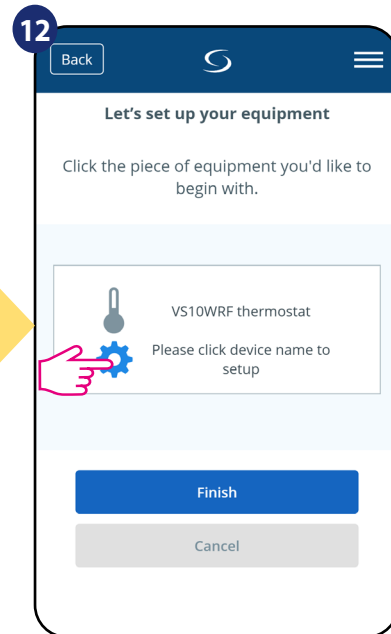 12
Back
Let’s set up your equipment
Click the piece of equipment you'd like to
begin with.
VS10WRF thermostat
Please click device name to
setup
Finish
Cancel